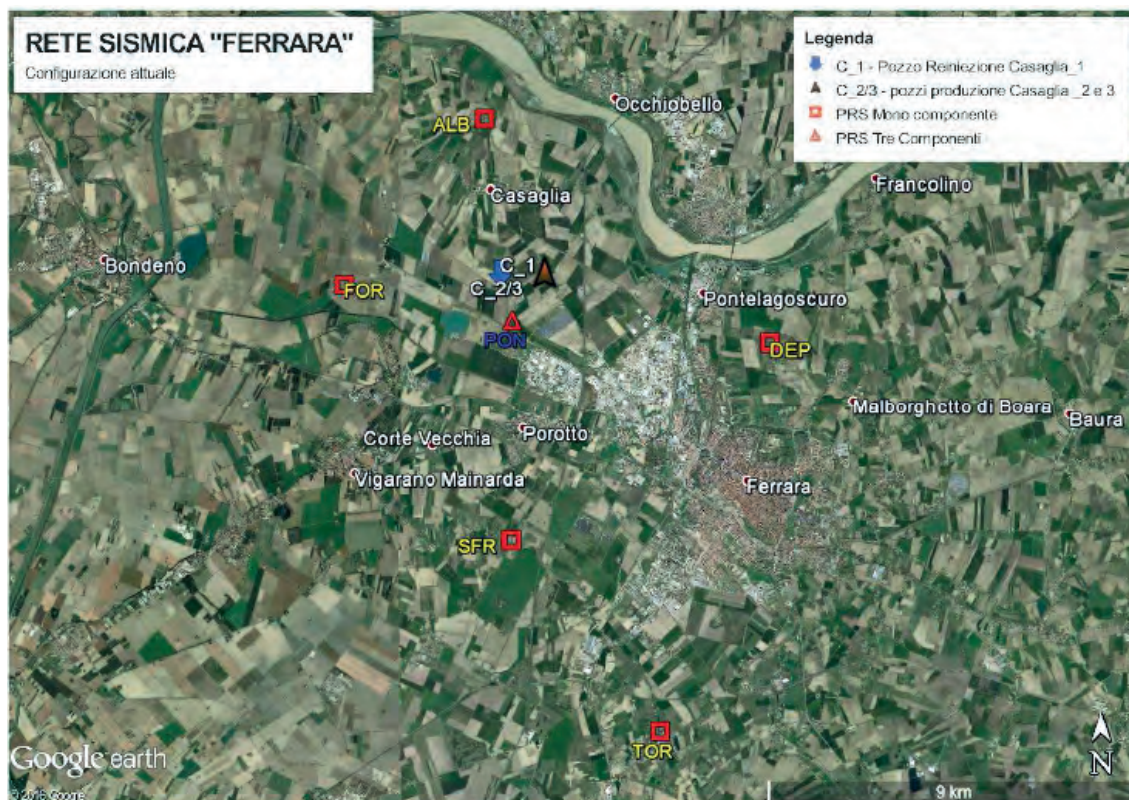 RETE SISMICA "FERRARA"
Configurazione attuale
Legenda
C_1 - Pozzo Reiniezione Casaglia_1
C_2/3 - pozzi produzione Casaglia _2 e 3
PRS Mono componente
PRS Tre Componenti
Occhiobello
ALB
Francolino
Casaglia
Bondeno
C_1
FOR
C_2/3
Pontelagoscuro
PON
DEP
Malborghetto di Boara
Baura
Corte Vecchia
Porotto
Vigarano Mainarda
Ferrara
SFR
TOR
Google earth
N
© 2016 Google
9 km